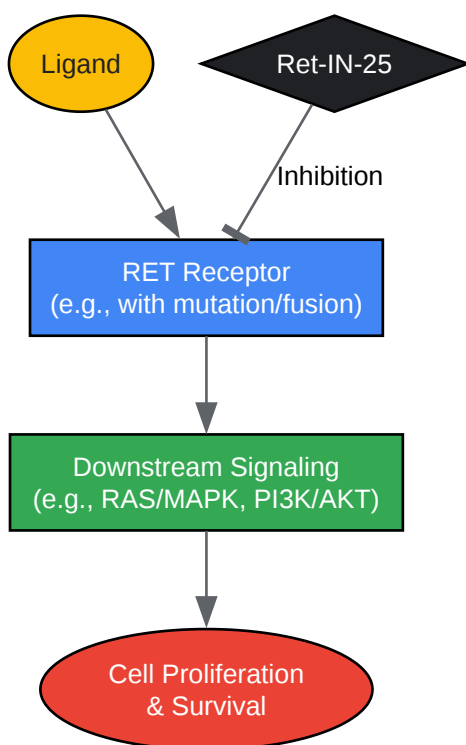 Ligand
Ret-IN-25
Inhibition
RET Receptor
(e.g., with mutation/fusion)
Downstream Signaling
(e.g., RAS/MAPK, PI3K/AKT)
Cell Proliferation
& Survival